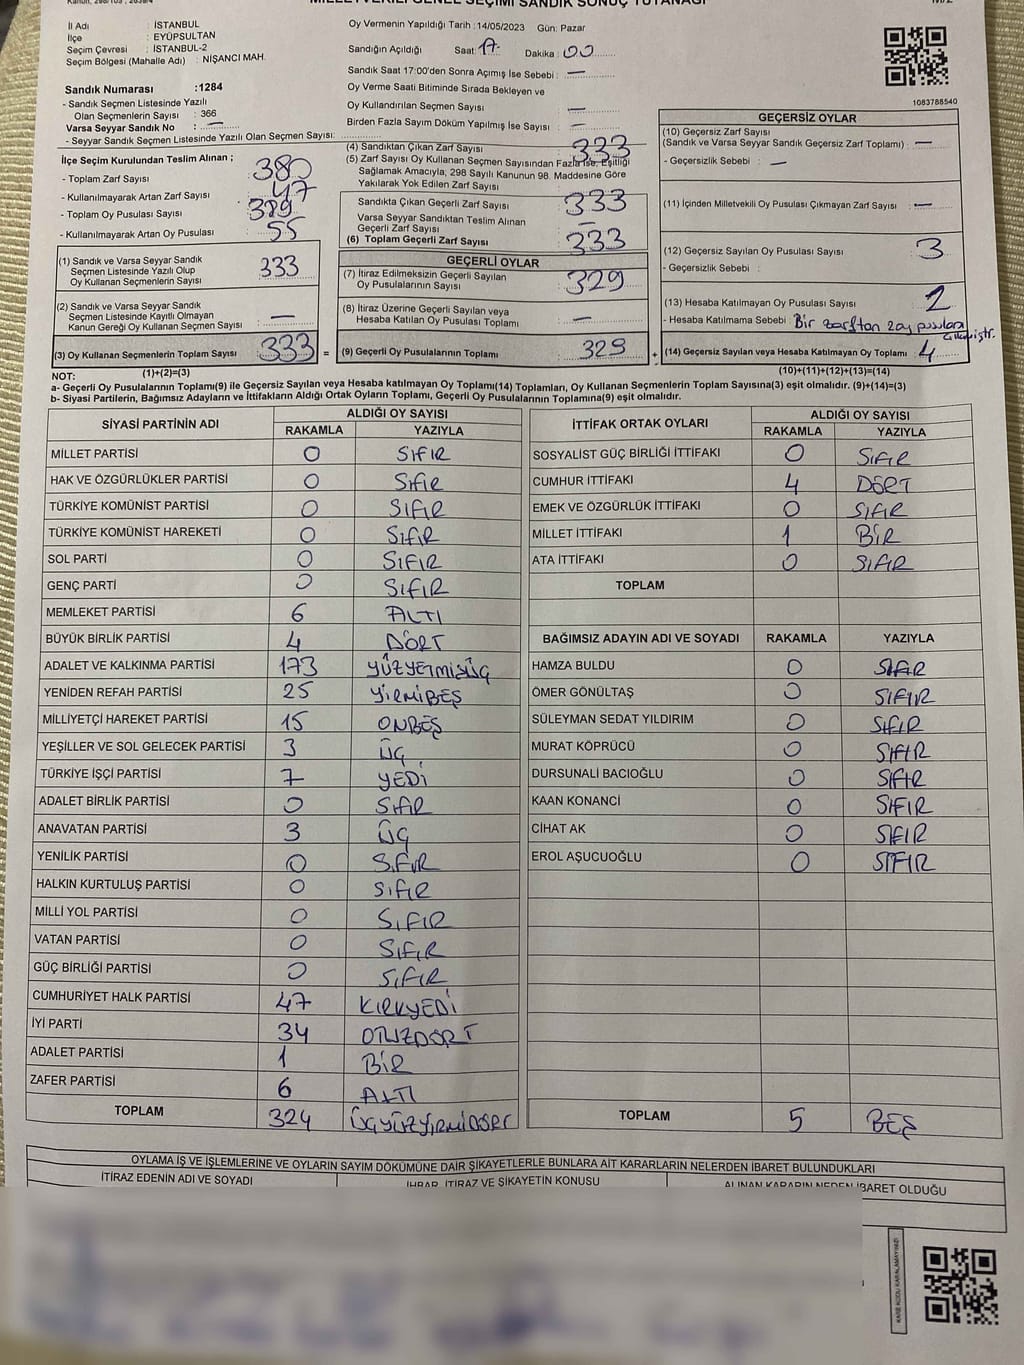 MİLLETVEKİLİ GENEL SEÇİMİ SANDIK SONUÇ TUTANAĞI
İl Adı : İSTANBUL
İlçe : EYÜPSULTAN
Seçim Çevresi : İSTANBUL-2
Seçim Bölgesi (Mahalle Adı) : NİŞANCI MAH.
Oy Vermenin Yapıldığı Tarih : 14/05/2023 Gün: Pazar
Sandığın Açıldığı Saat: 17 Dakika : 00
Sandık Saat 17:00'den Sonra Açımış İse Sebebi : —
Oy Verme Saati Bitiminde Sırada Bekleyen ve
Oy Kullandırılan Seçmen Sayısı —
Birden Fazla Sayım Döküm Yapılmış İse Sayısı : —
1083788540
Sandık Numarası : 1284
- Sandık Seçmen Listesinde Yazılı
Olan Seçmenlerin Sayısı : 366
Varsa Seyyar Sandık No : —
- Seyyar Sandık Seçmen Listesinde Yazılı Olan Seçmen Sayısı:
İlçe Seçim Kurulundan Teslim Alınan ;
- Toplam Zarf Sayısı 380
- Kullanılmayarak Artan Zarf Sayısı 47
- Toplam Oy Pusulası Sayısı
- Kullanılmayarak Artan Oy Pusulası 55
(1) Sandık ve Varsa Seyyar Sandık
Seçmen Listesinde Yazılı Olup
Oy Kullanan Seçmenlerin Sayısı 333
(2) Sandık ve Varsa Seyyar Sandık
Seçmen Listesinde Kayıtlı Olmayan
Kanun Gereği Oy Kullanan Seçmen Sayısı —
(3) Oy Kullanan Seçmenlerin Toplam Sayısı 333 =
(1)+(2)=(3)
(4) Sandıktan Çıkan Zarf Sayısı 333
(5) Zarf Sayısı Oy Kullanan Seçmen Sayısından Fazla İse, Eşitliği
Sağlamak Amacıyla, 298 Sayılı Kanunun 98. Maddesine Göre
Yakılarak Yok Edilen Zarf Sayısı
Sandıkta Çıkan Geçerli Zarf Sayısı 333
Varsa Seyyar Sandıktan Teslim Alınan
Geçerli Zarf Sayısı —
(6) Toplam Geçerli Zarf Sayısı 333
GEÇERLİ OYLAR
(7) İtiraz Edilmeksizin Geçerli Sayılan
Oy Pusulalarının Sayısı : 329
(8) İtiraz Üzerine Geçerli Sayılan veya
Hesaba Katılan Oy Pusulası Toplamı —
(9) Geçerli Oy Pusulalarının Toplamı 329 +
GEÇERSİZ OYLAR
(10) Geçersiz Zarf Sayısı
(Sandık ve Varsa Seyyar Sandık Geçersiz Zarf Toplamı) : —
- Geçersizlik Sebebi : —
(11) İçinden Milletvekili Oy Pusulası Çıkmayan Zarf Sayısı : —
(12) Geçersiz Sayılan Oy Pusulası Sayısı 3
- Geçersizlik Sebebi :
(13) Hesaba Katılmayan Oy Pusulası Sayısı 1
- Hesaba Katılmama Sebebi : Bir zarftan 2 oy pusulası
çıkmıştır.
(14) Geçersiz Sayılan veya Hesaba Katılmayan Oy Toplamı 4
(10)+(11)+(12)+(13)=(14)
NOT:
a- Geçerli Oy Pusulalarının Toplamı(9) ile Geçersiz Sayılan veya Hesaba katılmayan Oy Toplamı(14) Toplamları, Oy Kullanan Seçmenlerin Toplam Sayısına(3) eşit olmalıdır. (9)+(14)=(3)
b- Siyasi Partilerin, Bağımsız Adayların ve İttifakların Aldığı Ortak Oyların Toplamı, Geçerli Oy Pusulalarının Toplamına(9) eşit olmalıdır.
SİYASİ PARTİNİN ADI ALDIĞI OY SAYISI
RAKAMLA YAZIYLA
MİLLET PARTİSİ 0 SIFIR
HAK VE ÖZGÜRLÜKLER PARTİSİ 0 SIFIR
TÜRKİYE KOMÜNİST PARTİSİ 0 SIFIR
TÜRKİYE KOMÜNİST HAREKETİ 0 SIFIR
SOL PARTİ 0 SIFIR
GENÇ PARTİ 0 SIFIR
MEMLEKET PARTİSİ 6 ALTI
BÜYÜK BİRLİK PARTİSİ 4 DÖRT
ADALET VE KALKINMA PARTİSİ 173 YÜZYETMİŞÜÇ
YENİDEN REFAH PARTİSİ 25 YİRMİBEŞ
MİLLİYETÇİ HAREKET PARTİSİ 15 ONBEŞ
YEŞİLLER VE SOL GELECEK PARTİSİ 3 ÜÇ
TÜRKİYE İŞÇİ PARTİSİ 7 YEDİ
ADALET BİRLİK PARTİSİ 0 SIFIR
ANAVATAN PARTİSİ 3 ÜÇ
YENİLİK PARTİSİ 0 SIFIR
HALKIN KURTULUŞ PARTİSİ 0 SIFIR
MİLLİ YOL PARTİSİ 0 SIFIR
VATAN PARTİSİ 0 SIFIR
GÜÇ BİRLİĞİ PARTİSİ 0 SIFIR
CUMHURİYET HALK PARTİSİ 47 KIRKYEDİ
İYİ PARTİ 34 OTUZDÖRT
ADALET PARTİSİ 1 BİR
ZAFER PARTİSİ 6 ALTI
TOPLAM 324 ÜÇYÜZYİRMİDÖRT
İTTİFAK ORTAK OYLARI ALDIĞI OY SAYISI
RAKAMLA YAZIYLA
SOSYALİST GÜÇ BİRLİĞİ İTTİFAKI 0 SIFIR
CUMHUR İTTİFAKI 4 DÖRT
EMEK VE ÖZGÜRLÜK İTTİFAKI 0 SIFIR
MİLLET İTTİFAKI 1 BİR
ATA İTTİFAKI 0 SIFIR
TOPLAM
BAĞIMSIZ ADAYIN ADI VE SOYADI RAKAMLA YAZIYLA
HAMZA BULDU 0 SIFIR
ÖMER GÖNÜLTAŞ 0 SIFIR
SÜLEYMAN SEDAT YILDIRIM 0 SIFIR
MURAT KÖPRÜCÜ 0 SIFIR
DURSUNALİ BACIOĞLU 0 SIFIR
KAAN KONANCİ 0 SIFIR
CİHAT AK 0 SIFIR
EROL AŞUCUOĞLU 0 SIFIR
TOPLAM 5 BEŞ
OYLAMA İŞ VE İŞLEMLERİNE VE OYLARIN SAYIM DÖKÜMÜNE DAİR ŞİKAYETLERLE BUNLARA AİT KARARLARIN NELERDEN İBARET BULUNDUKLARI
İTİRAZ EDENİN ADI VE SOYADI
İHBAR, İTİRAZ VE ŞİKAYETİN KONUSU
ALINAN KARARIN NEDEN İBARET OLDUĞU